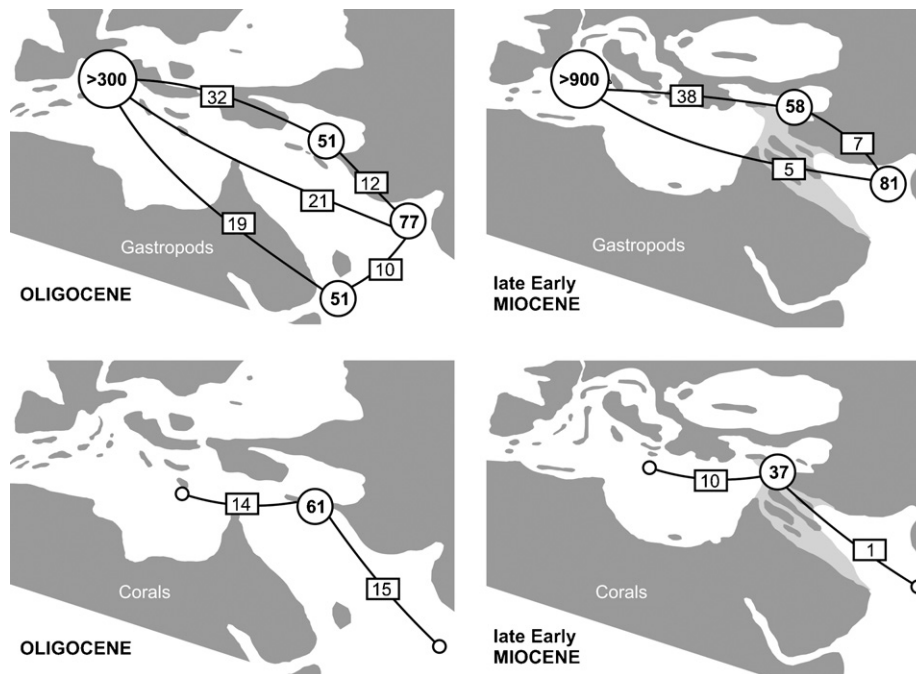 >300
32
51
12
21
77
19
Gastropods
10
51
OLIGOCENE
>900
38
58
7
5
81
Gastropods
late Early
MIOCENE
14
61
15
Corals
OLIGOCENE
37
10
1
Corals
late Early
MIOCENE